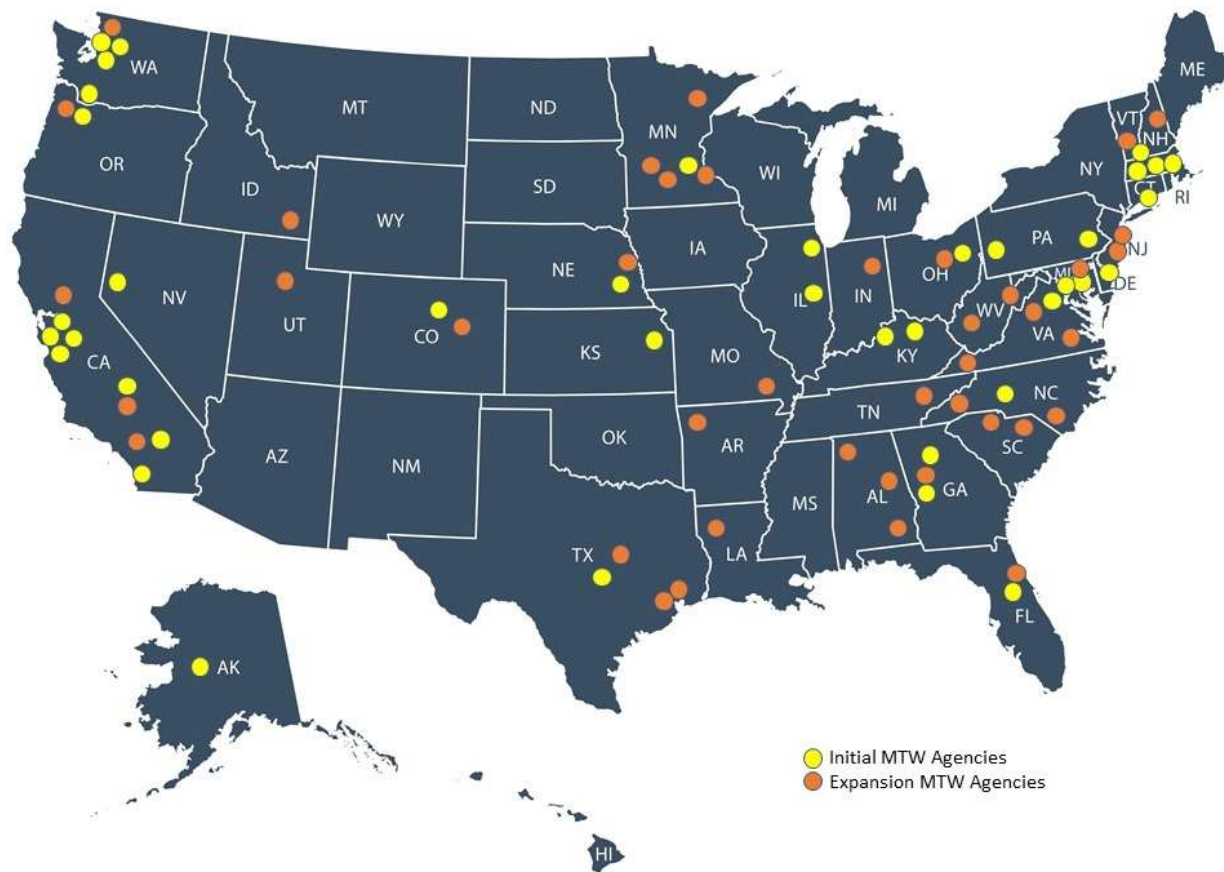 WA
MT
ND
MN
ME
VT
NH
OR
ID
SD
WI
NY
MI
CT
RI
WY
IA
PA
NJ
NE
OH
DE
NV
UT
CO
IL
IN
WV
VA
CA
KS
MO
KY
NC
TN
OK
AR
SC
AZ
NM
MS
AL
GA
TX
LA
FL
AK
Initial MTW Agencies
Expansion MTW Agencies
HI